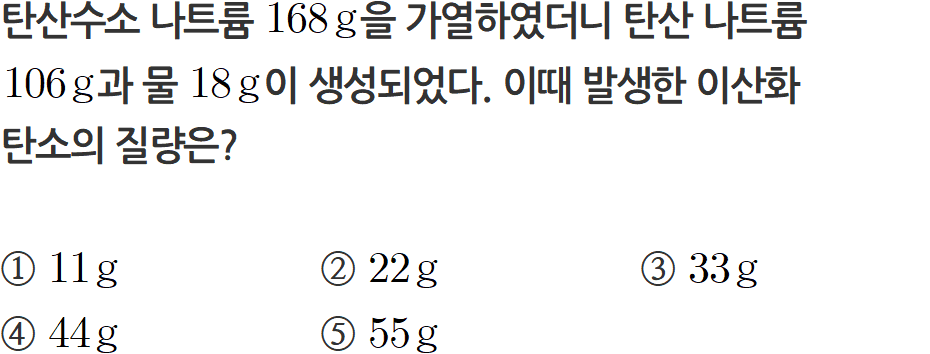 탄산수소 나트륨 168 g을 가열하였더니 탄산 나트륨
106 g과 물 18 g이 생성되었다. 이때 발생한 이산화
탄소의 질량은?
① 11 g ② 22 g ③ 33 g
④ 44 g ⑤ 55 g